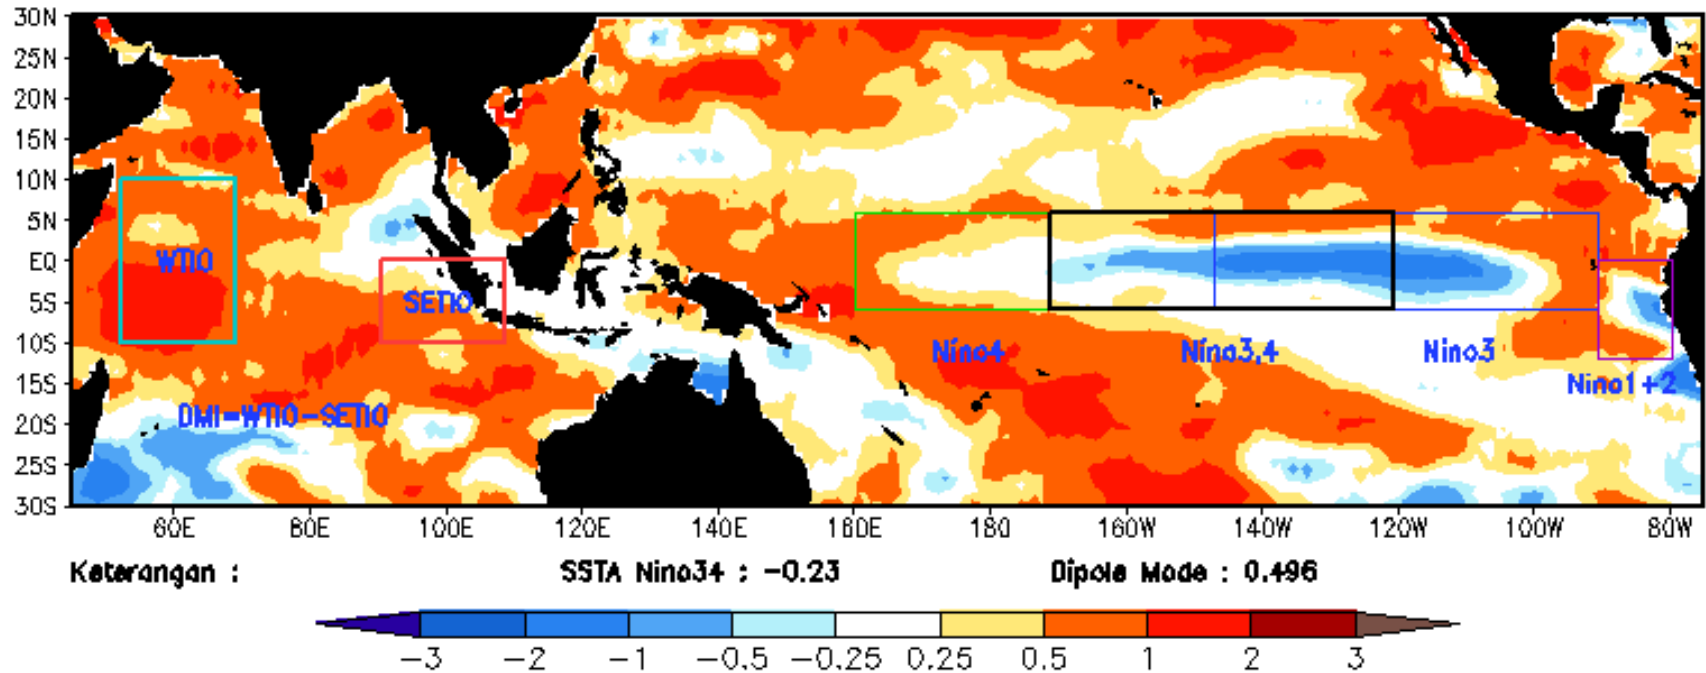 30N
25N
20N
15N
10N
5N
EQ
5S
10S
15S
20S
25S
30S
WTIO
SETIO
Nino4
Nino3,4
Nino3
Nino1+2
DMI=WTIO-SETIO
60E 80E 100E 120E 140E 160E 180 160W 140W 120W 100W 80W
Keterangan : SSTA Nino34 : -0.23 Dipole Mode : 0.496
-3 -2 -1 -0.5 -0.25 0.25 0.5 1 2 3